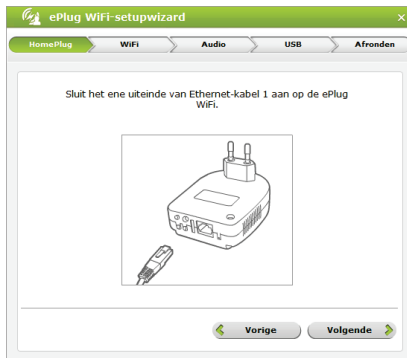 ePlug WiFi-setupwizard
HomePlug WiFi Audio USB Afronden
Sluit het ene uiteinde van Ethernet-kabel 1 aan op de ePlug
WiFi.
Vorige Volgende